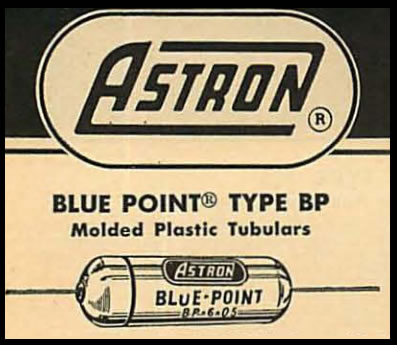 ASTRON ®
BLUE POINT® TYPE BP
Molded Plastic Tubulars
ASTRON
BLUE-POINT
BP-6-05